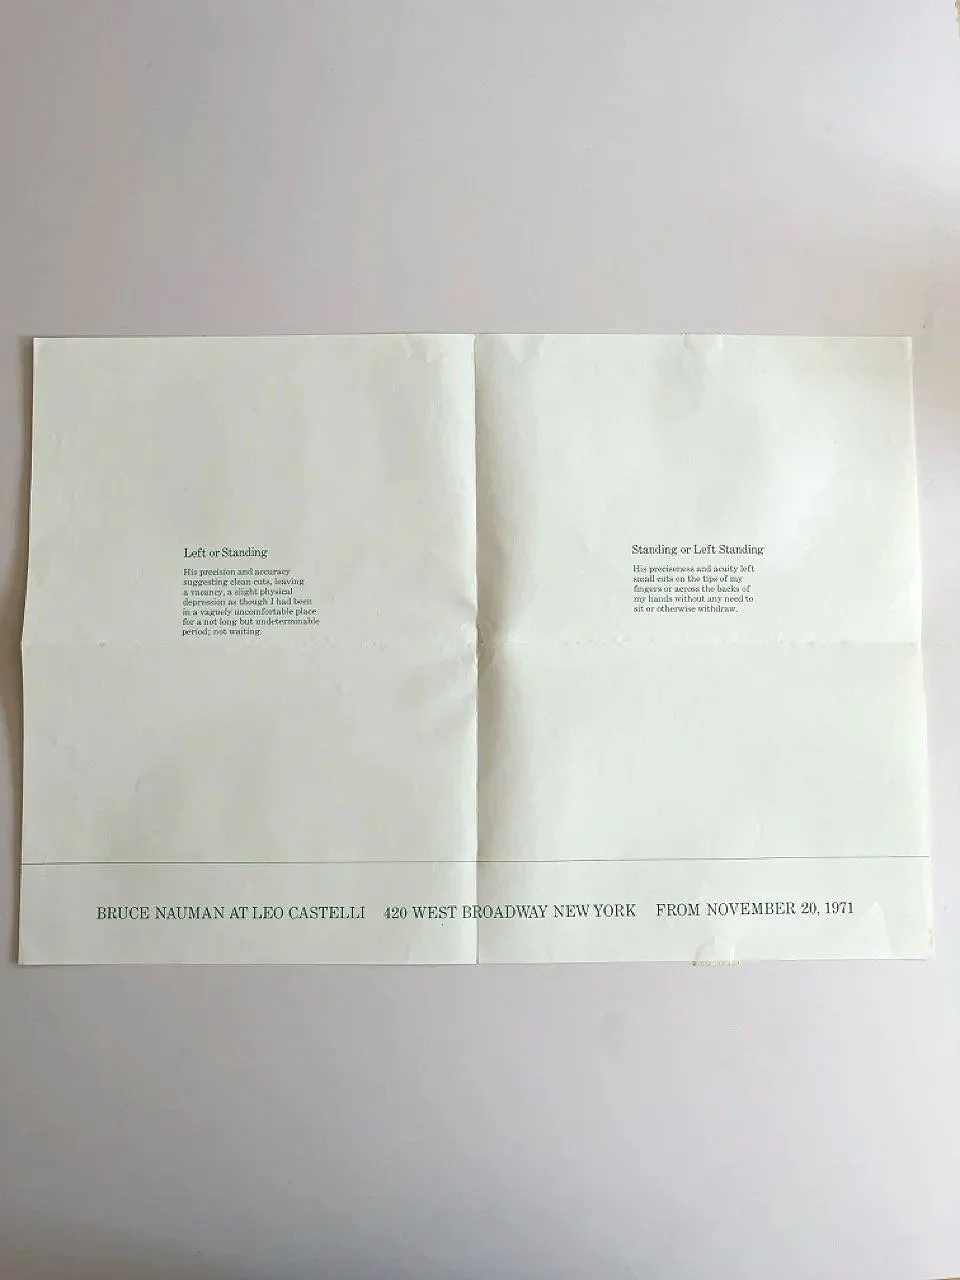 Left or Standing
His precision and accuracy
suggesting clean cuts, leaving
a vacancy, a slight physical
depression as though I had been
in a vaguely uncomfortable place
for a not long but undeterminable
period; not waiting.
Standing or Left Standing
His preciseness and acuity left
small cuts on the tips of my
fingers or across the backs of
my hands without any need to
sit or otherwise withdraw.
BRUCE NAUMAN AT LEO CASTELLI 420 WEST BROADWAY NEW YORK FROM NOVEMBER 20, 1971